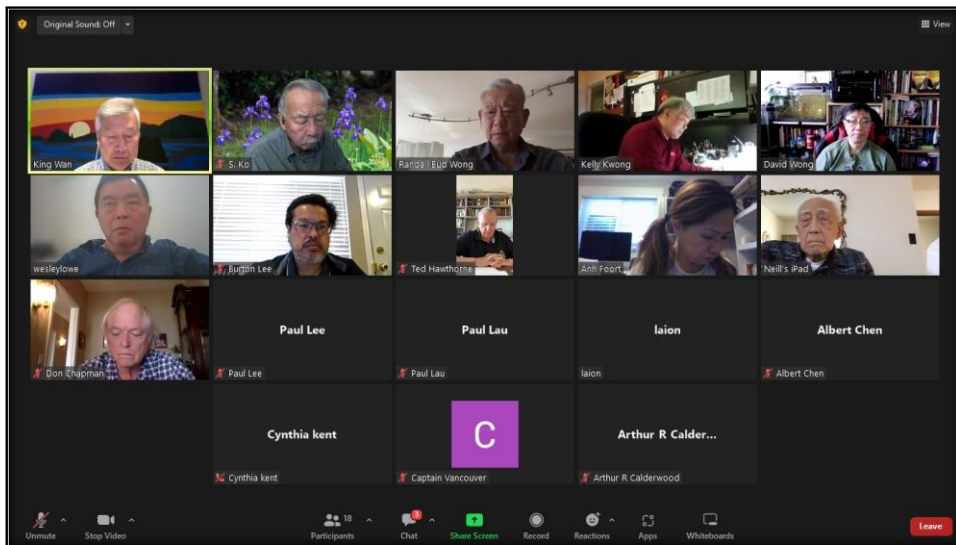 Original Sound: Off
View
King Wan
S. Ko
Randall Bud Wong
Kelly Kwong
David Wong
wesleylowe
Burton Lee
Ted Hawthorne
Anh Foort
Neill's iPad
Don Chapman
Paul Lee
Paul Lee
Paul Lau
Paul Lau
laion
laion
Albert Chen
Albert Chen
Cynthia kent
Cynthia kent
C
Captain Vancouver
Arthur R Calder...
Arthur R Calderwood
Unmute
Stop Video
18
Participants
3
Chat
Share Screen
Record
Reactions
Apps
Whiteboards
Leave